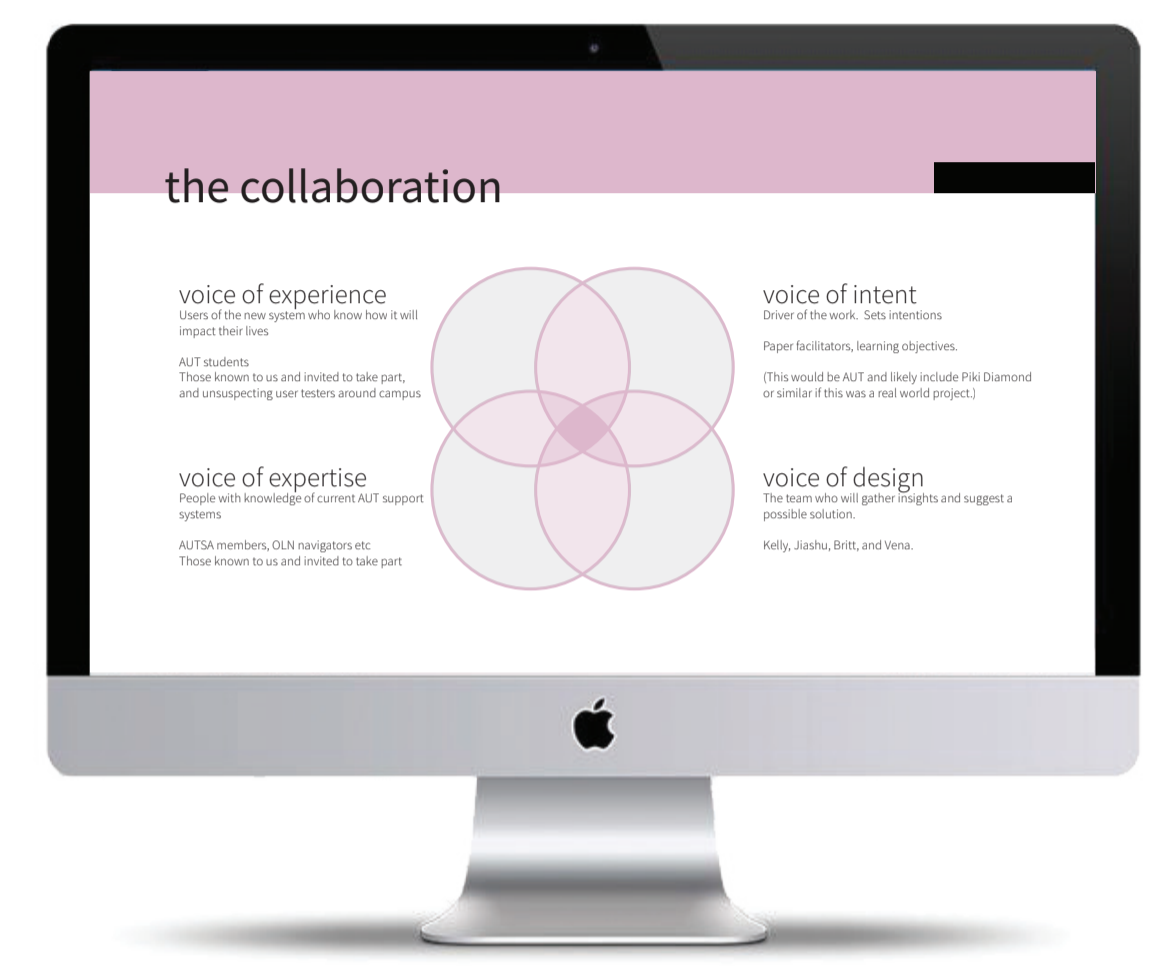 the collaboration
voice of experience
Users of the new system who know how it will
impact their lives
AUT students
Those known to us and invited to take part,
and unsuspecting user testers around campus
voice of intent
Driver of the work.  Sets intentions
Paper facilitators, learning objectives.
(This would be AUT and likely include Piki Diamond
or similar if this was a real world project.)
voice of expertise
People with knowledge of current AUT support
systems
AUTSA members, OLN navigators etc
Those known to us and invited to take part
voice of design
The team who will gather insights and suggest a
possible solution.
Kelly, Jiashu, Britt, and Vena.